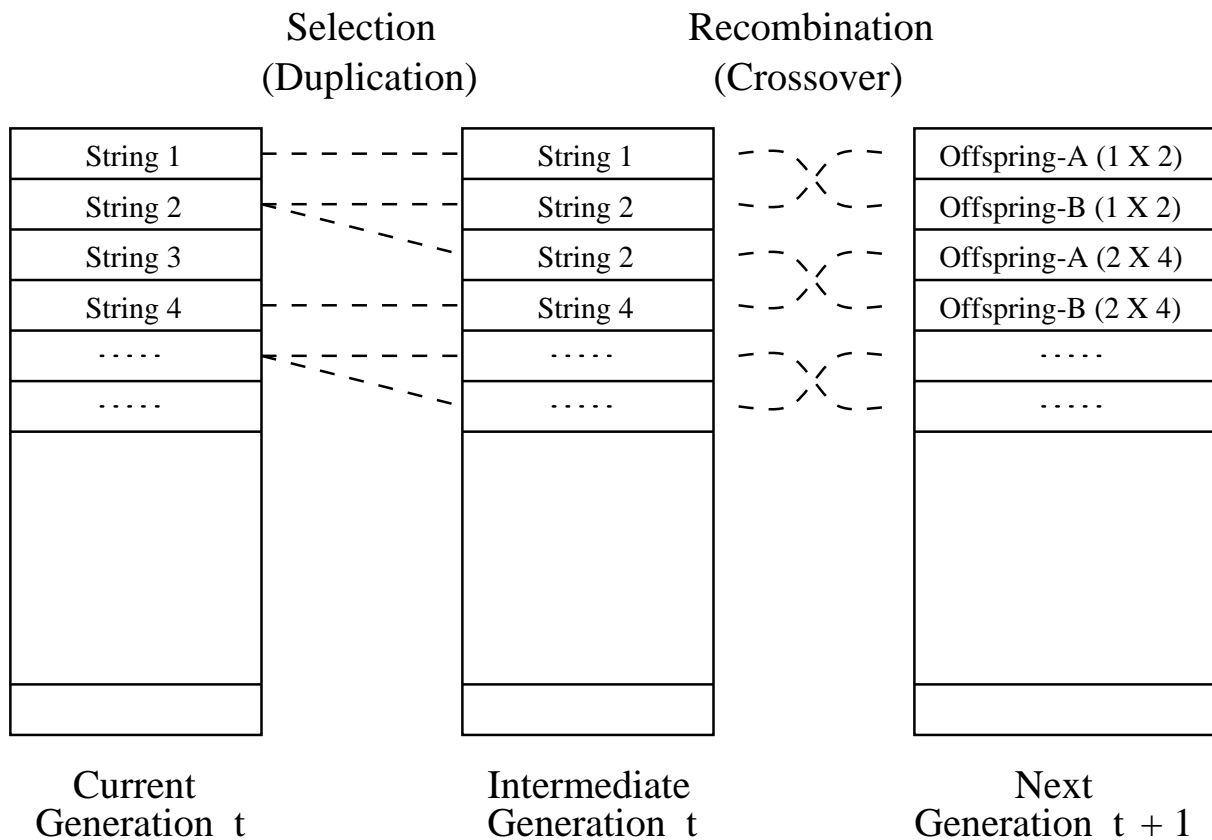 Selection
(Duplication)
Recombination
(Crossover)
String 1
String 2
String 3
String 4
- - - - -
- - - - -
String 1
String 2
String 2
String 4
- - - - -
- - - - -
Offspring-A (1 X 2)
Offspring-B (1 X 2)
Offspring-A (2 X 4)
Offspring-B (2 X 4)
- - - - -
- - - - -
Current
Generation t
Intermediate
Generation t
Next
Generation t + 1